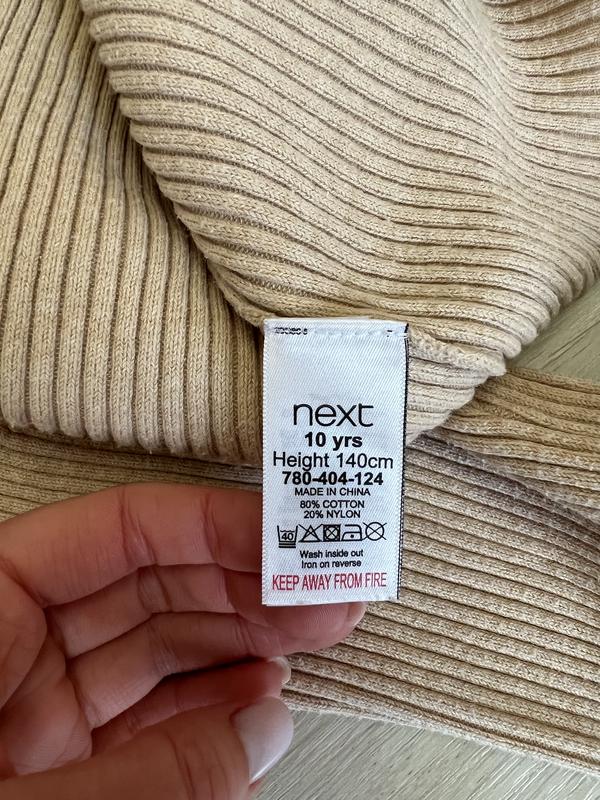 next
10 yrs
Height 140cm
780-404-124
MADE IN CHINA
80% COTTON
20% NYLON
40
Wash inside out
Iron on reverse
KEEP AWAY FROM FIRE